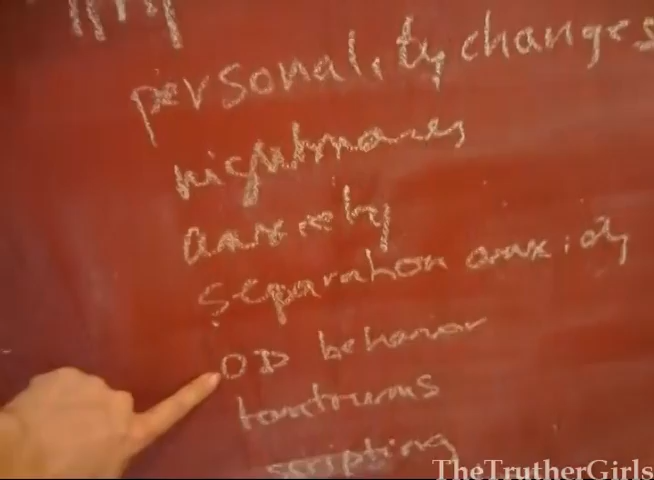 personality changes
nightmares
anxiety
separation anxiety
OD behavior
tantrums
scripting
TheTrutherGirls